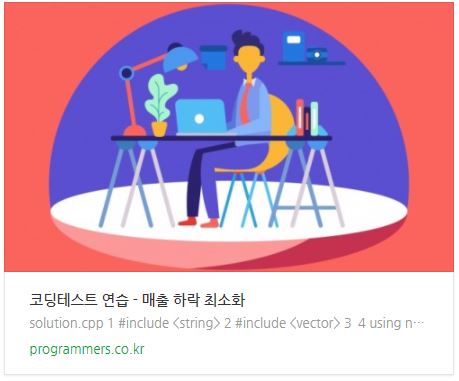 코딩테스트 연습 - 매출 하락 최소화
solution.cpp 1 #include <string> 2 #include <vector> 3 4 using n…
programmers.co.kr